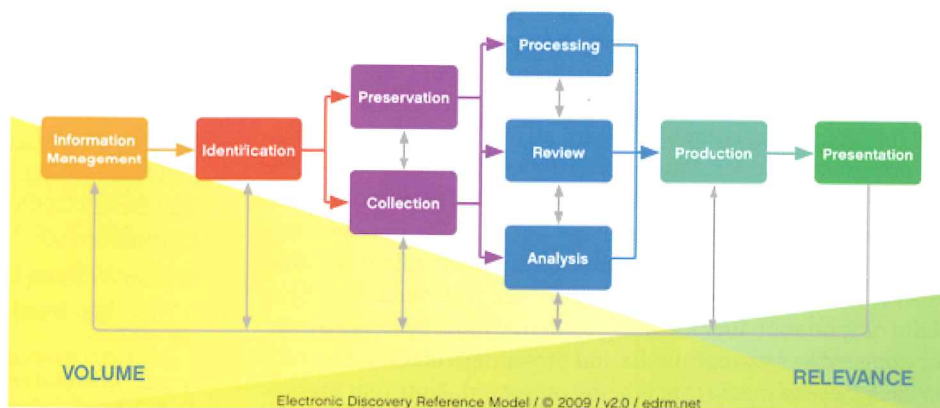 Processing
Preservation
Information
Management
Identification
Review
Production
Presentation
Collection
Analysis
VOLUME
RELEVANCE
Electronic Discovery Reference Model / © 2009 / v2.0 / edrm.net